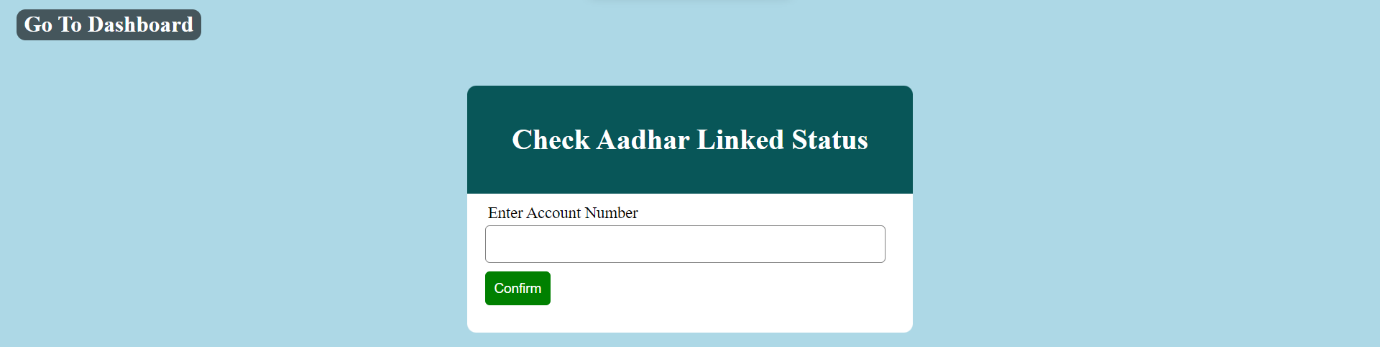 Go To Dashboard
Check Aadhar Linked Status
Enter Account Number
Confirm